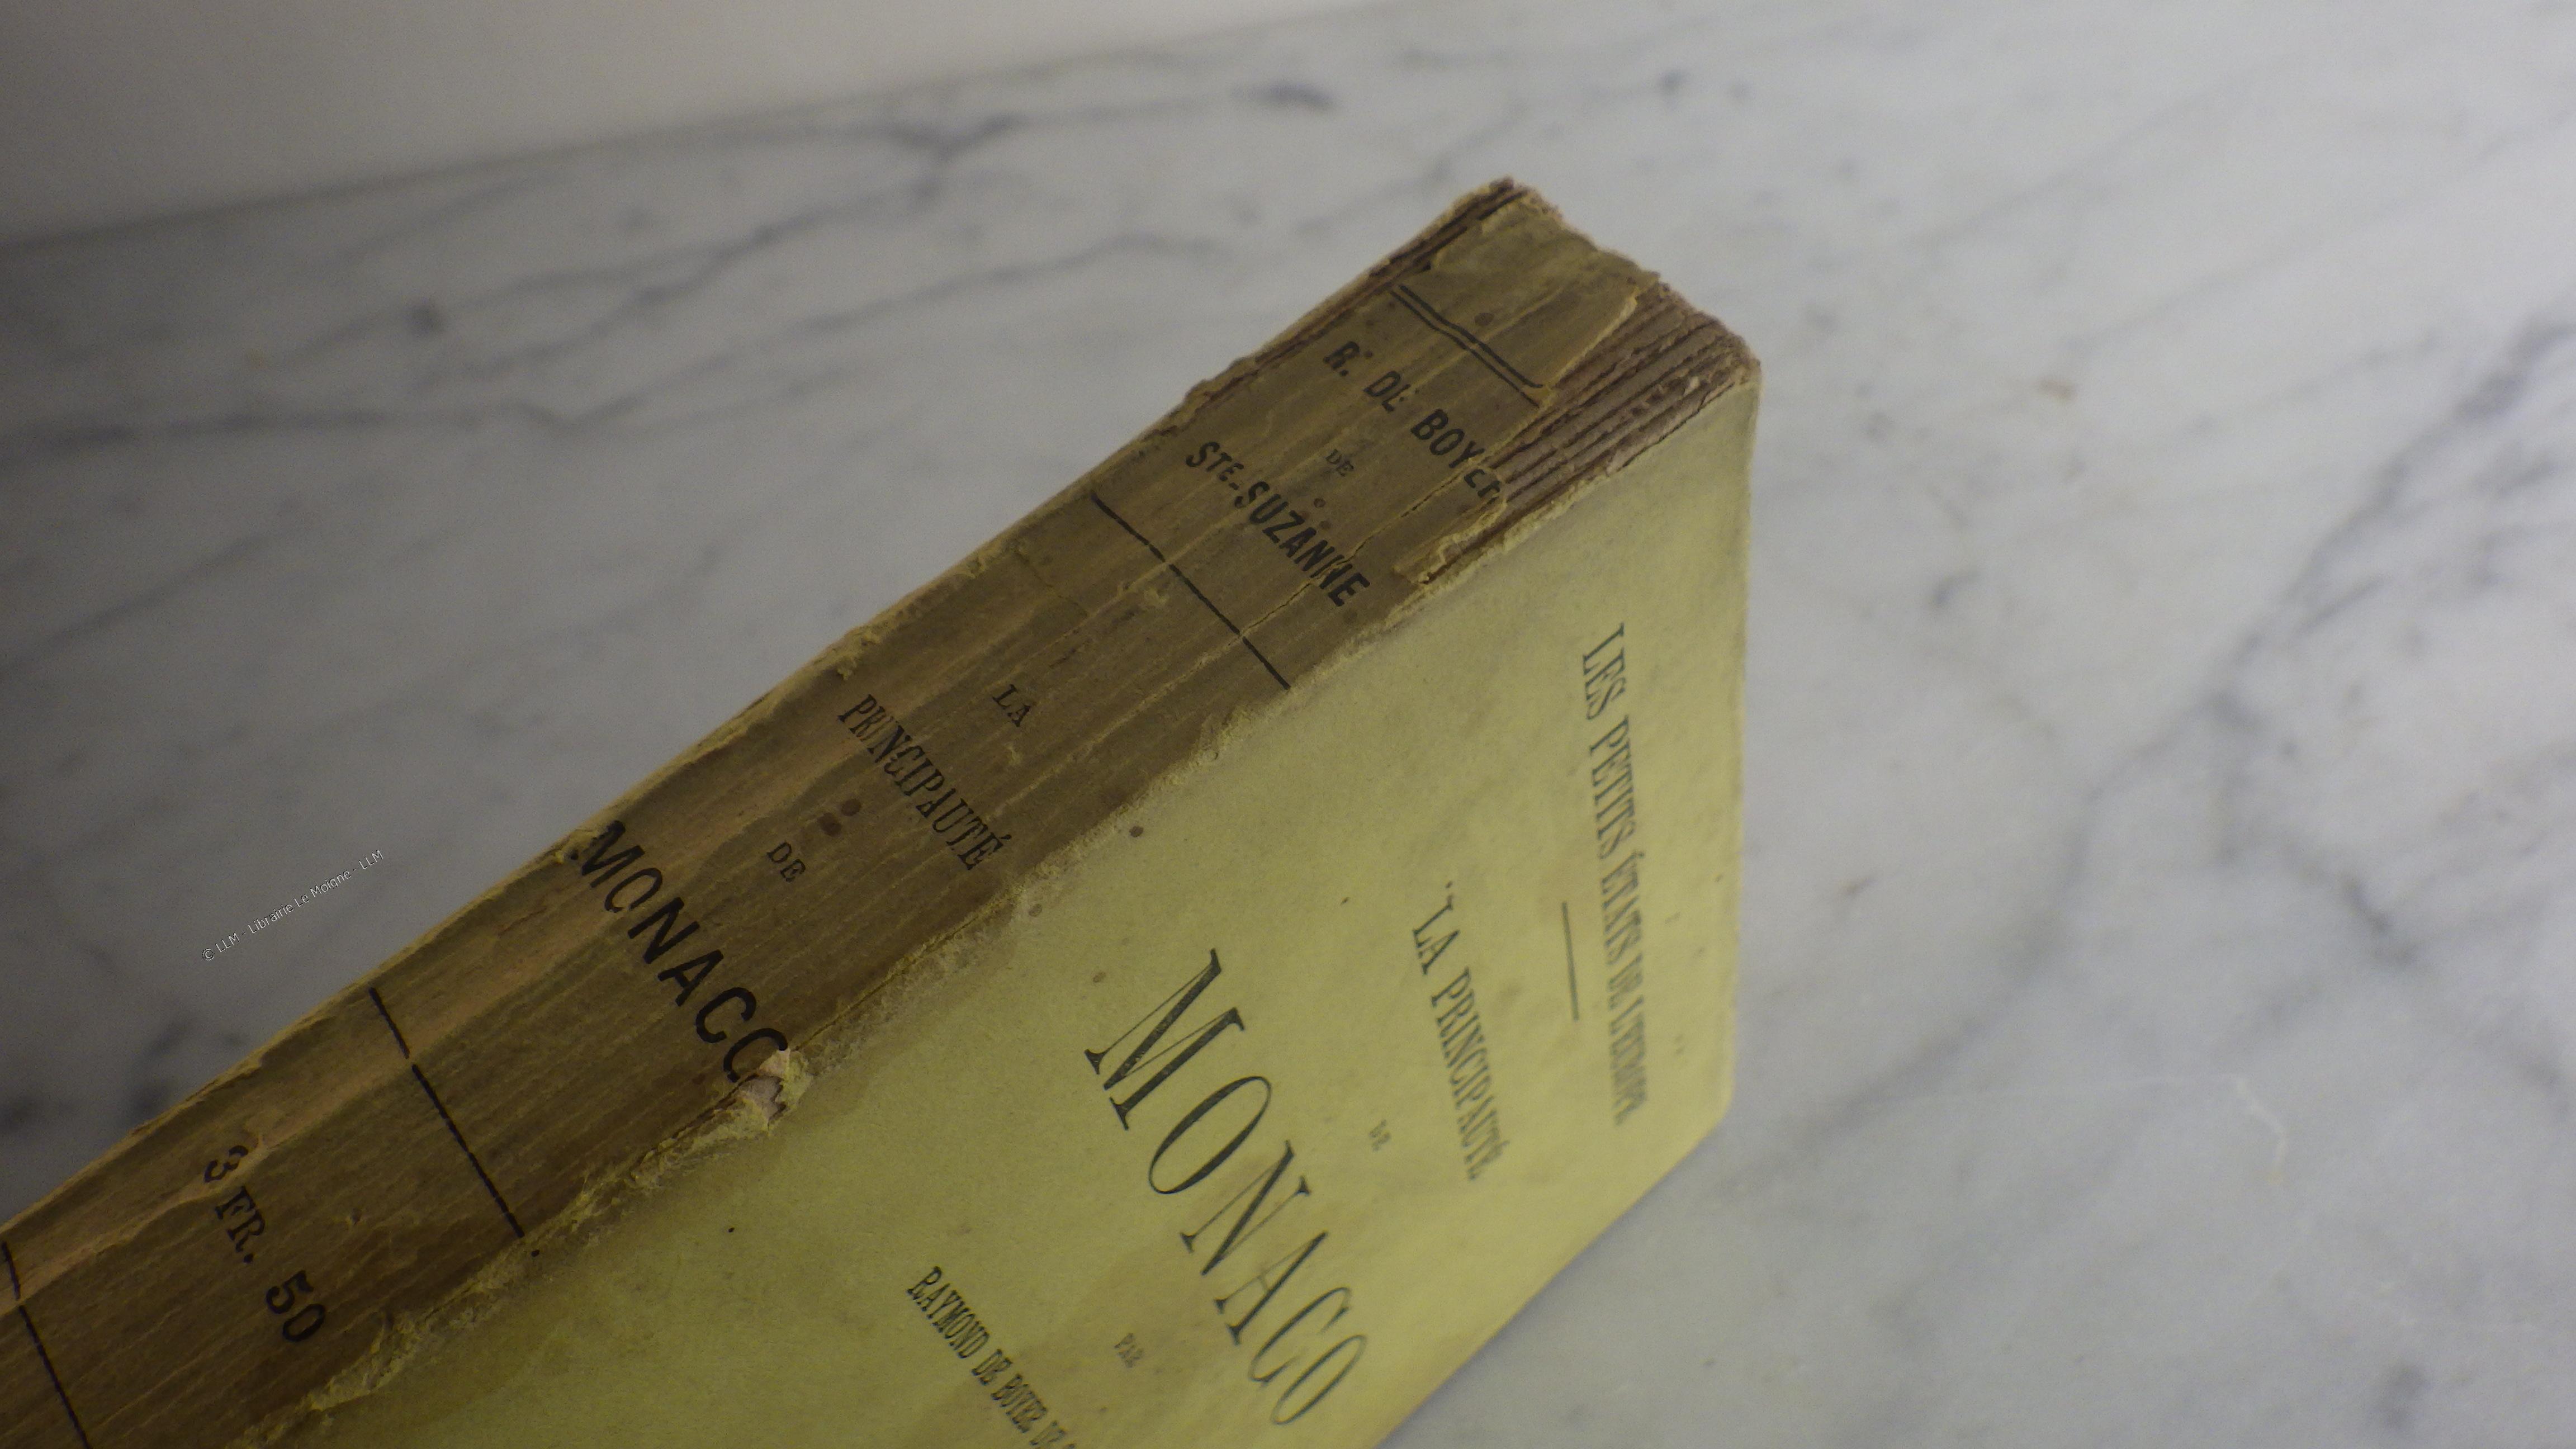 R. DE BOYER
DE
STE-SUZANNE
LA
PRINCIPAUTÉ
DE
MONACO
3 FR. 50
LES PETITS ÉTATS DE L'EUROPE
LA PRINCIPAUTÉ
DE
MONACO
PAR
RAYMOND DE BOYER DE
© LLM - Librairie Le Moigne - LLM